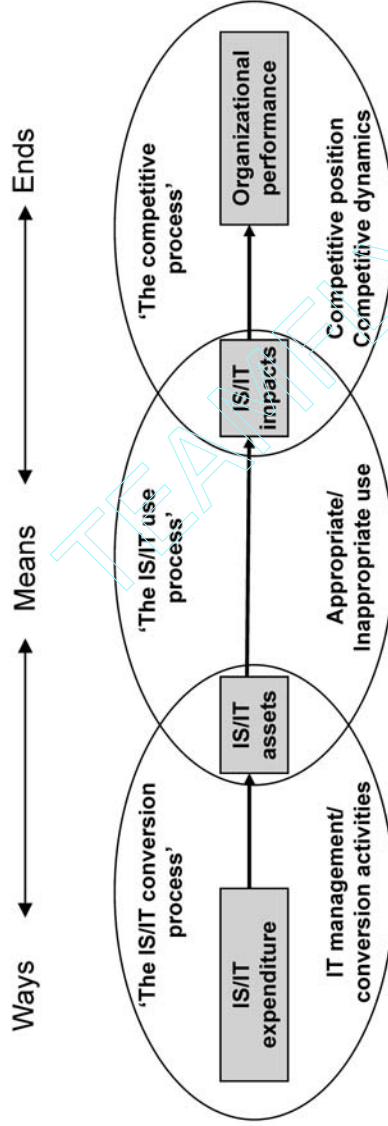 Ways
Means
Ends
'The IS/IT conversion
process'
'The IS/IT use
process'
'The competitive
process'
IS/IT
expenditure
IS/IT
assets
IS/IT
impacts
Organizational
performance
IT management/
conversion activities
Appropriate/
Inappropriate use
Competitive position
Competitive dynamics